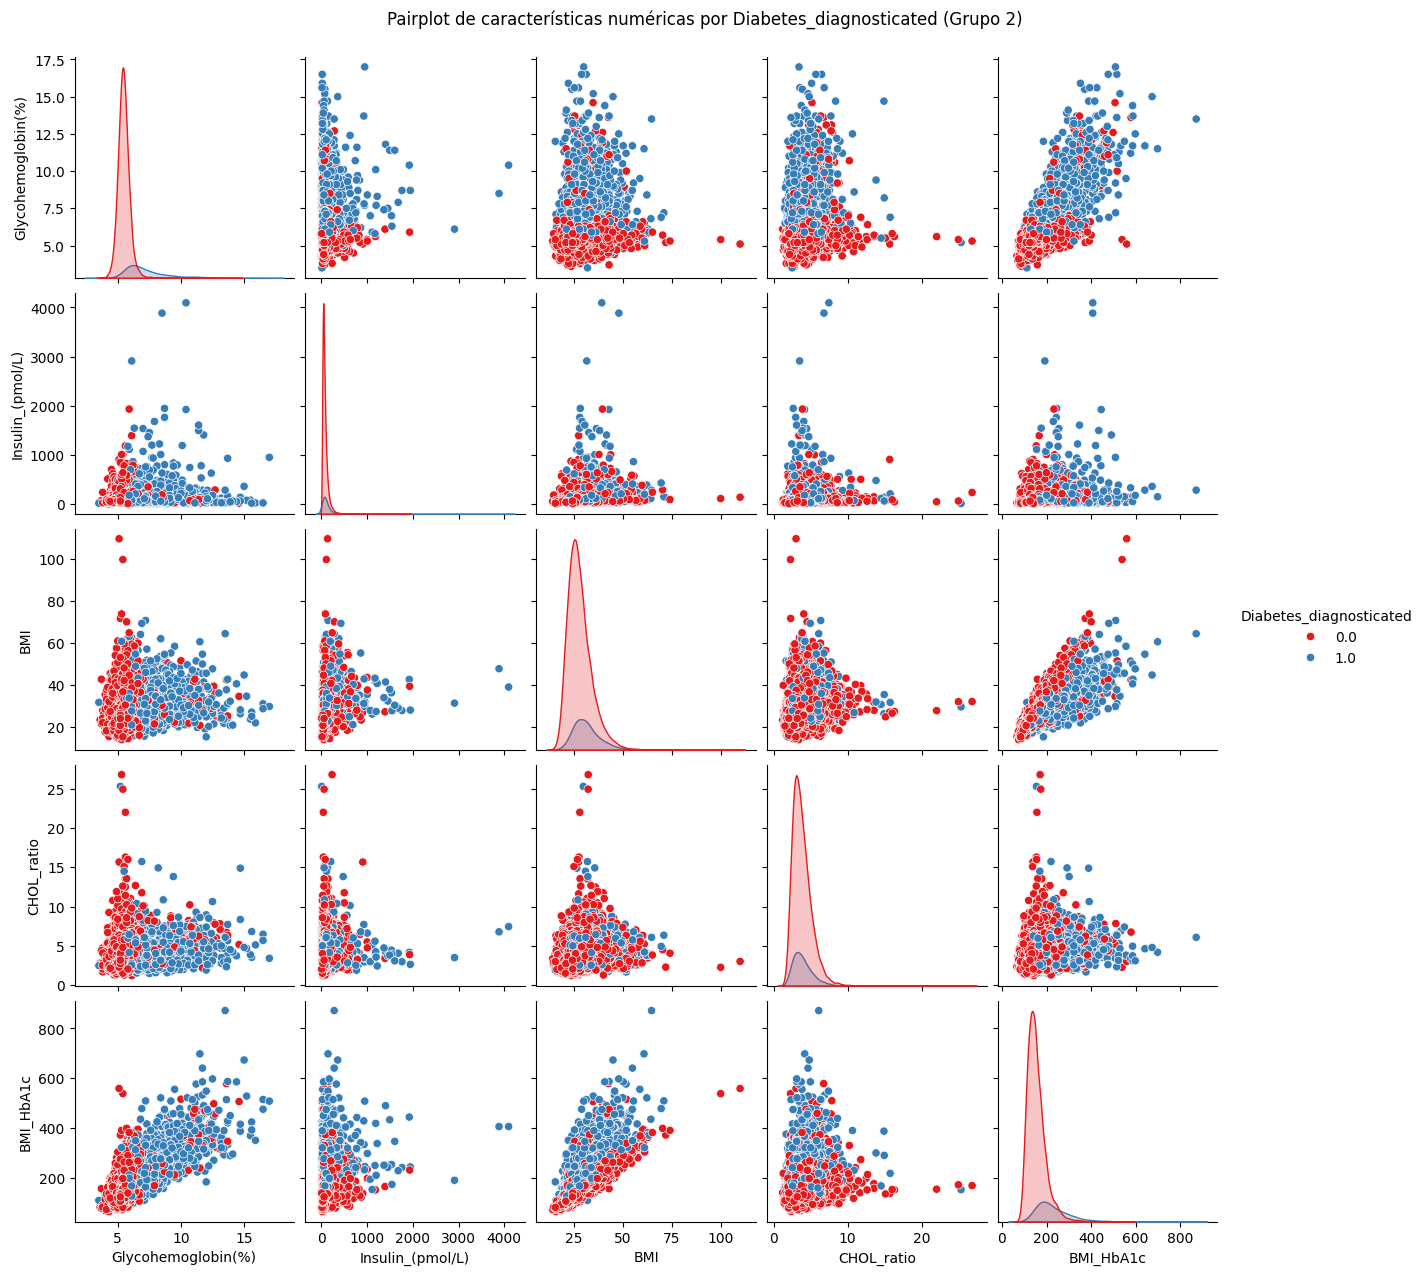 Pairplot de características numéricas por Diabetes_diagnosticated (Grupo 2)
17.5
15.0
12.5
10.0
7.5
5.0
Glycohemoglobin(%)
4000
3000
2000
1000
0
Insulin_(pmol/L)
100
80
60
40
20
BMI
Diabetes_diagnosticated
0.0
1.0
25
20
15
10
5
0
CHOL_ratio
800
600
400
200
BMI_HbA1c
5 10 15
0 1000 2000 3000 4000
25 50 75 100
0 10 20
0 200 400 600 800
Glycohemoglobin(%) Insulin_(pmol/L) BMI CHOL_ratio BMI_HbA1c